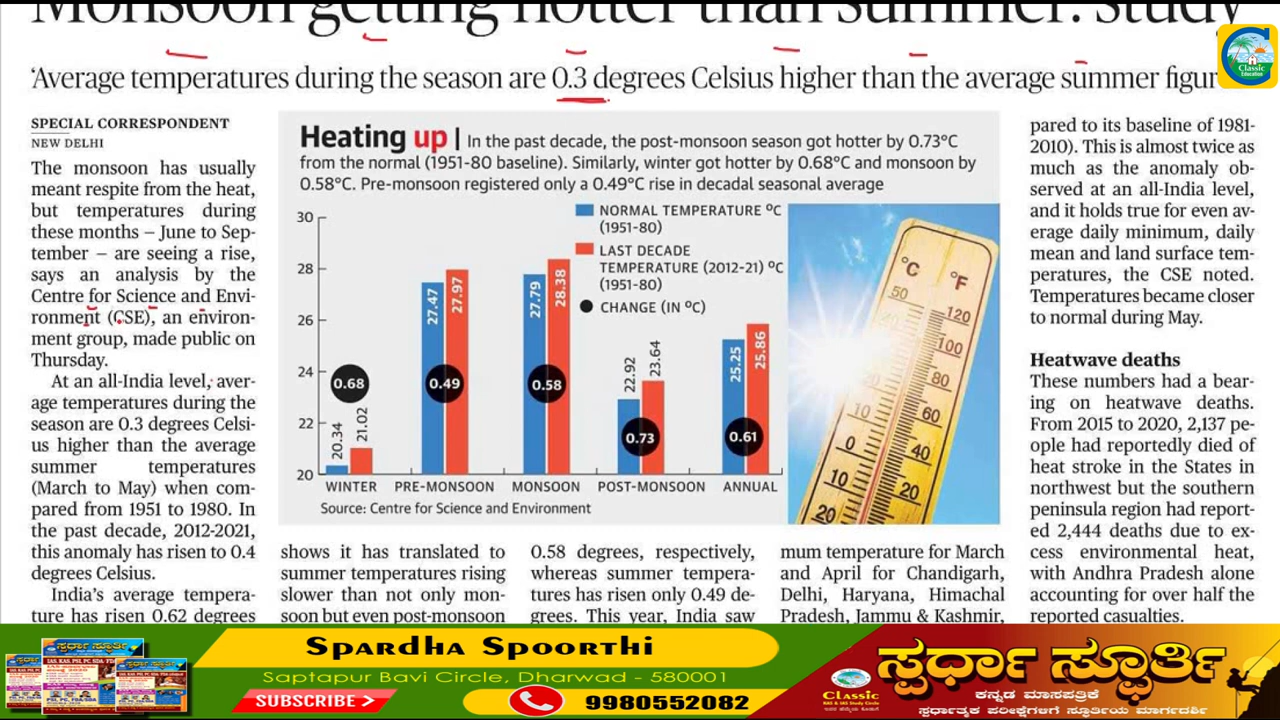 Monsoon getting hotter than summer: Study
'Average temperatures during the season are 0.3 degrees Celsius higher than the average summer figur
SPECIAL CORRESPONDENT
NEW DELHI
The monsoon has usually
meant respite from the heat,
but temperatures during
these months – June to Sep-
tember – are seeing a rise,
says an analysis by the
Centre for Science and Envi-
ronment (CSE), an environ-
ment group, made public on
Thursday.
At an all-India level, aver-
age temperatures during the
season are 0.3 degrees Celsi-
us higher than the average
summer temperatures
(March to May) when com-
pared from 1951 to 1980. In
the past decade, 2012-2021,
this anomaly has risen to 0.4
degrees Celsius.
India's average tempera-
ture has risen 0.62 degrees
Heating up | In the past decade, the post-monsoon season got hotter by 0.73°C
from the normal (1951-80 baseline). Similarly, winter got hotter by 0.68°C and monsoon by
0.58°C. Pre-monsoon registered only a 0.49°C rise in decadal seasonal average
NORMAL TEMPERATURE ºC
(1951-80)
LAST DECADE
TEMPERATURE (2012-21) ºC
(1951-80)
CHANGE (IN ºC)
30
28
26
24
22
20
20.34
21.02
0.68
27.47
27.97
0.49
27.79
28.38
0.58
22.92
23.64
0.73
25.25
25.86
0.61
WINTER PRE-MONSOON MONSOON POST-MONSOON ANNUAL
Source: Centre for Science and Environment
°C °F
50
120
100
80
10
60
0
40
10
20
20
shows it has translated to
summer temperatures rising
slower than not only mon-
soon but even post-monsoon
0.58 degrees, respectively,
whereas summer tempera-
tures has risen only 0.49 de-
grees. This year, India saw
mum temperature for March
and April for Chandigarh,
Delhi, Haryana, Himachal
Pradesh, Jammu & Kashmir,
pared to its baseline of 1981-
2010). This is almost twice as
much as the anomaly ob-
served at an all-India level,
and it holds true for even av-
erage daily minimum, daily
mean and land surface tem-
peratures, the CSE noted.
Temperatures became closer
to normal during May.
Heatwave deaths
These numbers had a bear-
ing on heatwave deaths.
From 2015 to 2020, 2,137 pe-
ople had reportedly died of
heat stroke in the States in
northwest but the southern
peninsula region had report-
ed 2,444 deaths due to ex-
cess environmental heat,
with Andhra Pradesh alone
accounting for over half the
reported casualties.
Classic
Education
SPARDHA SPOORTHI
Saptapur Bavi Circle, Dharwad - 580001
SUBSCRIBE
9980552082
ಸ್ಪರ್ಧಾ ಸ್ಫೂರ್ತಿ
Classic
KAS & IAS Study Circle
ಕನ್ನಡ ಮಾಸಪತ್ರಿಕೆ
ಸ್ಪರ್ಧಾತ್ಮಕ ಪರೀಕ್ಷೆಗಳಿಗೆ ಸ್ಫೂರ್ತಿಯ ಮಾರ್ಗದರ್ಶಿ